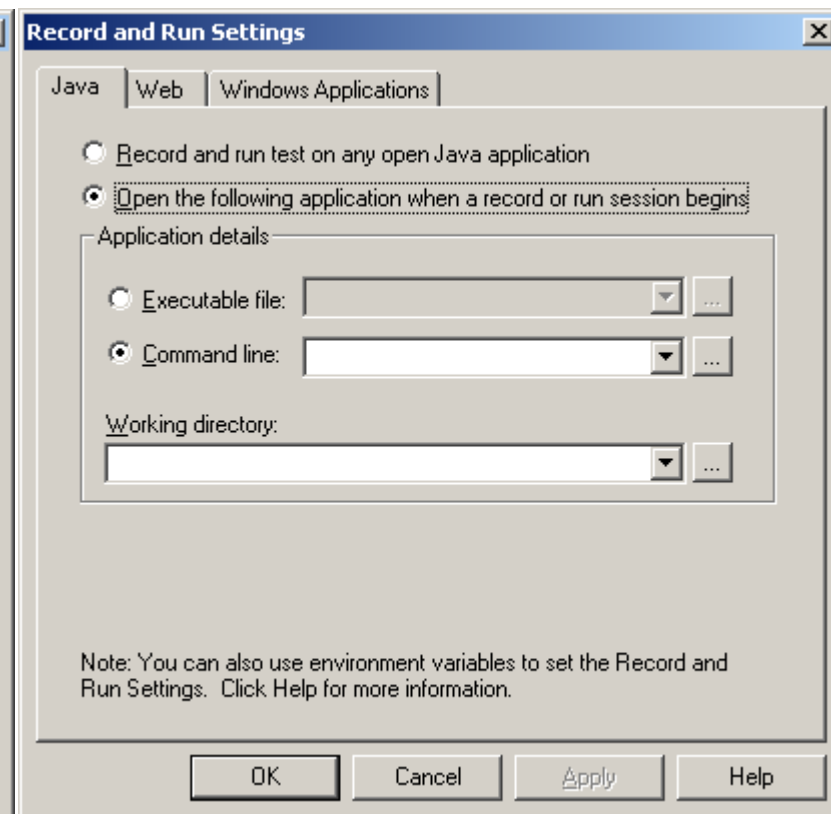 Record and Run Settings
Java Web Windows Applications
Record and run test on any open Java application
Open the following application when a record or run session begins
Application details
Executable file: ...
Command line: ...
Working directory:
...
Note: You can also use environment variables to set the Record and
Run Settings. Click Help for more information.
OK Cancel Apply Help